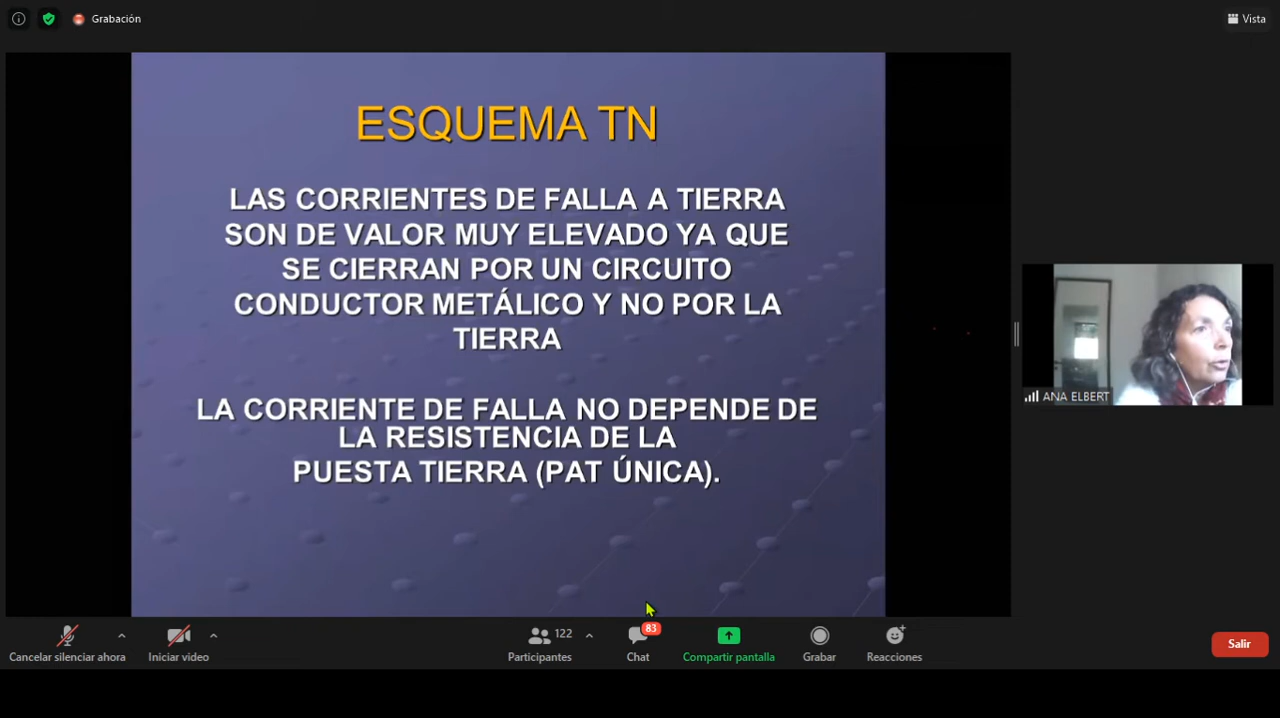 Grabación
Vista
ESQUEMA TN
LAS CORRIENTES DE FALLA A TIERRA
SON DE VALOR MUY ELEVADO YA QUE
SE CIERRAN POR UN CIRCUITO
CONDUCTOR METÁLICO Y NO POR LA
TIERRA
LA CORRIENTE DE FALLA NO DEPENDE DE
LA RESISTENCIA DE LA
PUESTA TIERRA (PAT ÚNICA).
ANA ELBERT
Cancelar silenciar ahora
Iniciar video
122
Participantes
83
Chat
Compartir pantalla
Grabar
Reacciones
Salir